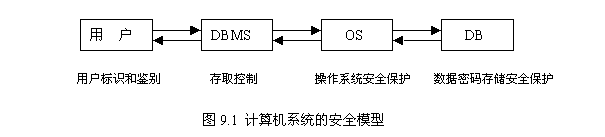 用 户 DBMS OS DB
用户标识和鉴别 存取控制 操作系统安全保护 数据密码存储安全保护
图 9.1 计算机系统的安全模型